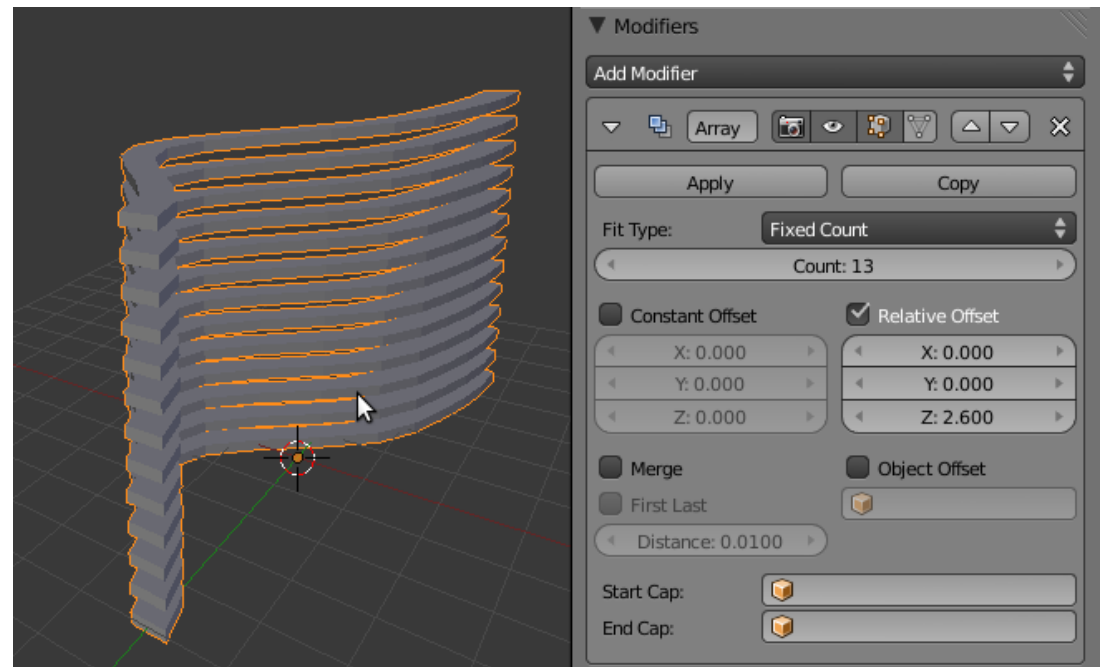 Modifiers
Add Modifier
Array
Apply Copy
Fit Type: Fixed Count
Count: 13
Constant Offset Relative Offset
X: 0.000 X: 0.000
Y: 0.000 Y: 0.000
Z: 0.000 Z: 2.600
Merge Object Offset
First Last
Distance: 0.0100
Start Cap:
End Cap: